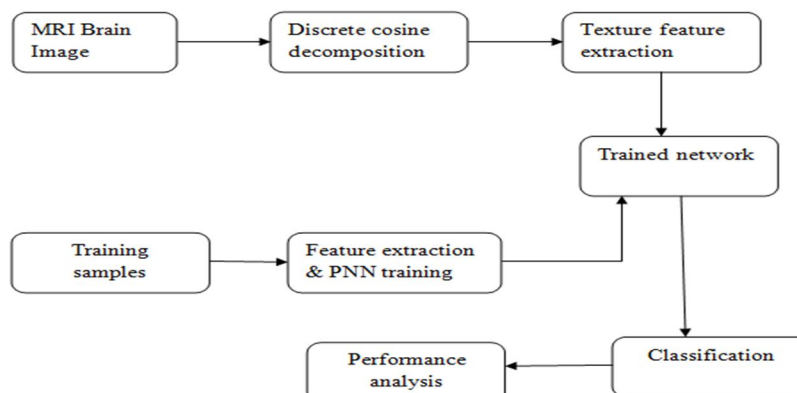 MRI Brain
Image
Discrete cosine
decomposition
Texture feature
extraction
Trained network
Training
samples
Feature extraction
& PNN training
Classification
Performance
analysis